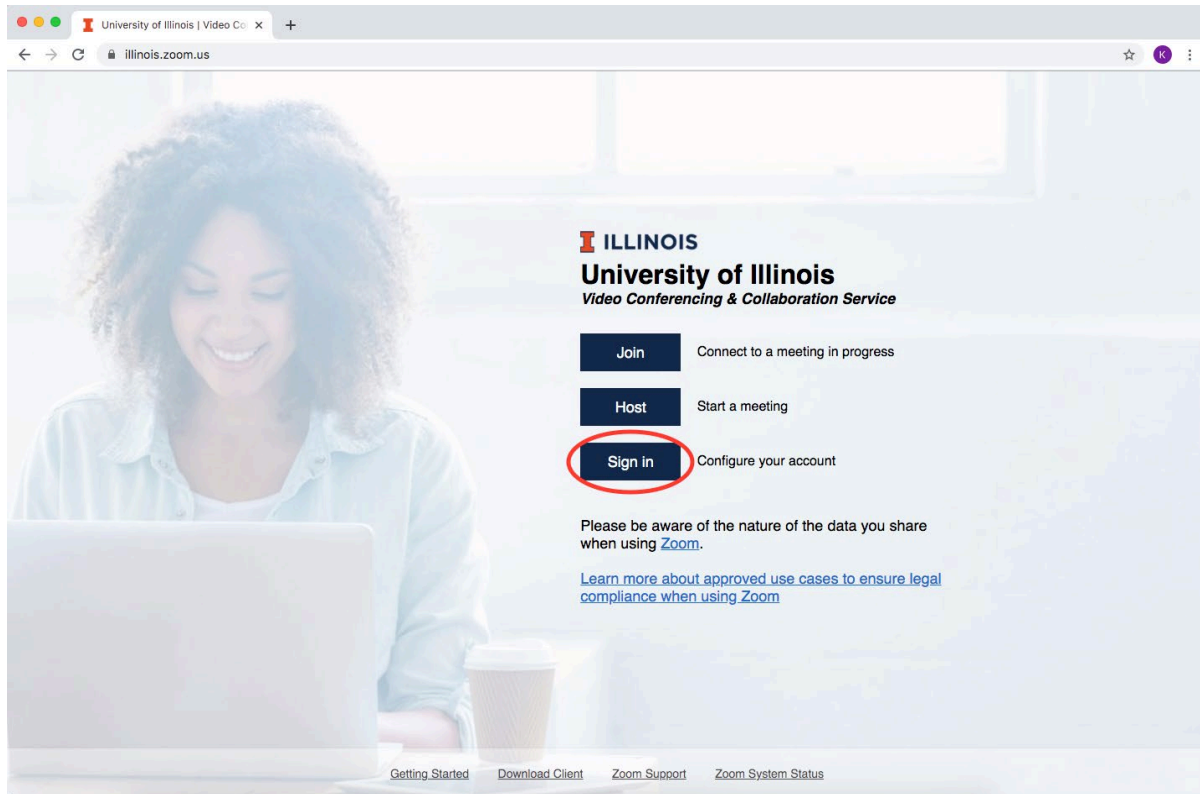 University of Illinois | Video Co
illinois.zoom.us
K
ILLINOIS
University of Illinois
Video Conferencing & Collaboration Service
Join Connect to a meeting in progress
Host Start a meeting
Sign in Configure your account
Please be aware of the nature of the data you share
when using Zoom.
Learn more about approved use cases to ensure legal
compliance when using Zoom
Getting Started Download Client Zoom Support Zoom System Status